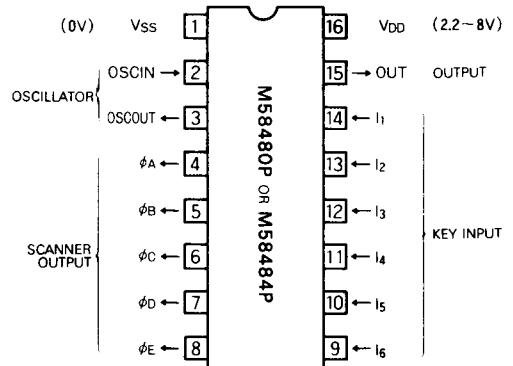 (0V) VSS 1 16 VDD (2.2~8V)
OSCIN → 2 15 → OUT OUTPUT
OSCILLATOR
OSCOUT ← 3 14 ← I1
φA ← 4 13 ← I2
φB ← 5 12 ← I3
SCANNER OUTPUT
φC ← 6 11 ← I4
KEY INPUT
φD ← 7 10 ← I5
φE ← 8 9 ← I6
M58480P OR M58484P